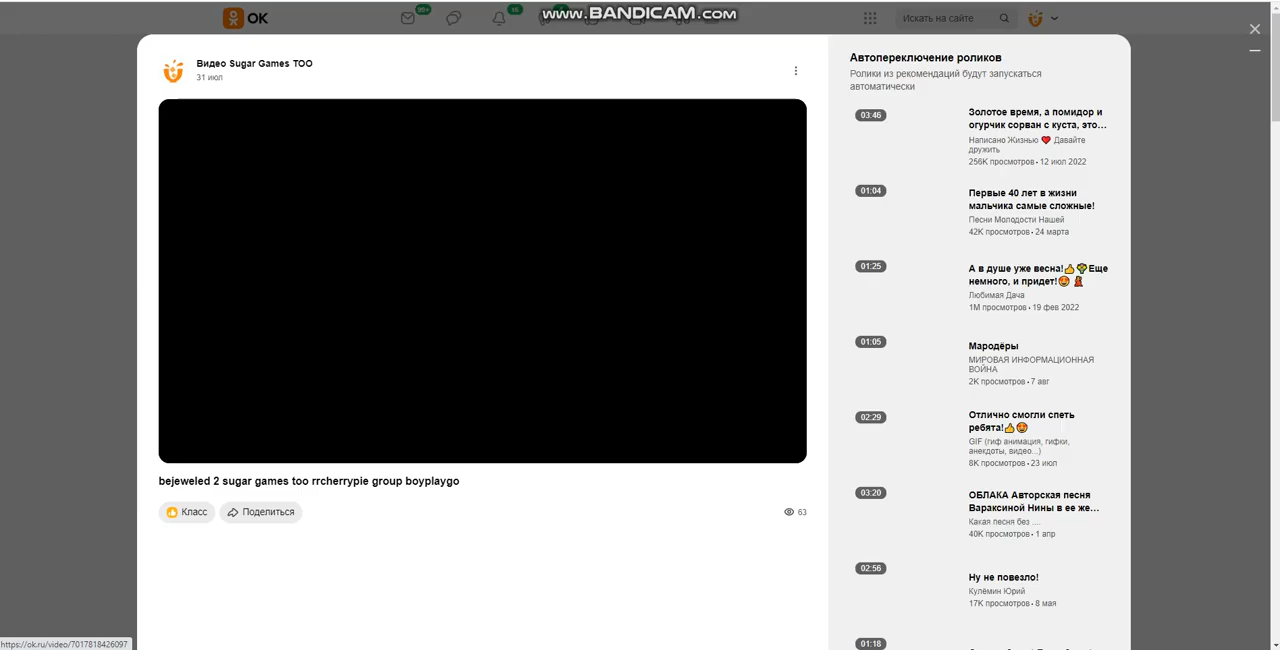 OK
99+
16
www.BANDICAM.com
Искать на сайте
Видео Sugar Games ТОО
31 июл
bejeweled 2 sugar games too rrcherrypie group boyplaygo
Класс
Поделиться
63
Автопереключение роликов
Ролики из рекомендаций будут запускаться
автоматически
03:46
Золотое время, а помидор и
огурчик сорван с куста, это...
Написано Жизнью ❤️ Давайте
дружить
256K просмотров • 12 июл 2022
01:04
Первые 40 лет в жизни
мальчика самые сложные!
Песни Молодости Нашей
42K просмотров • 24 марта
01:25
А в душе уже весна!👍💐Еще
немного, и придет!😍💃
Любимая Дача
1M просмотров • 19 фев 2022
01:05
Мародёры
МИРОВАЯ ИНФОРМАЦИОННАЯ
ВОЙНА
2K просмотров • 7 авг
02:29
Отлично смогли спеть
ребята!👍😍
GIF (гиф анимация, гифки,
анекдоты, видео...)
8K просмотров • 23 июл
03:20
ОБЛАКА Авторская песня
Вараксиной Нины в ее же...
Какая песня без ....
40K просмотров • 1 апр
02:56
Ну не повезло!
Кулёмин Юрий
17K просмотров • 8 мая
01:18
https://ok.ru/video/7017818426097